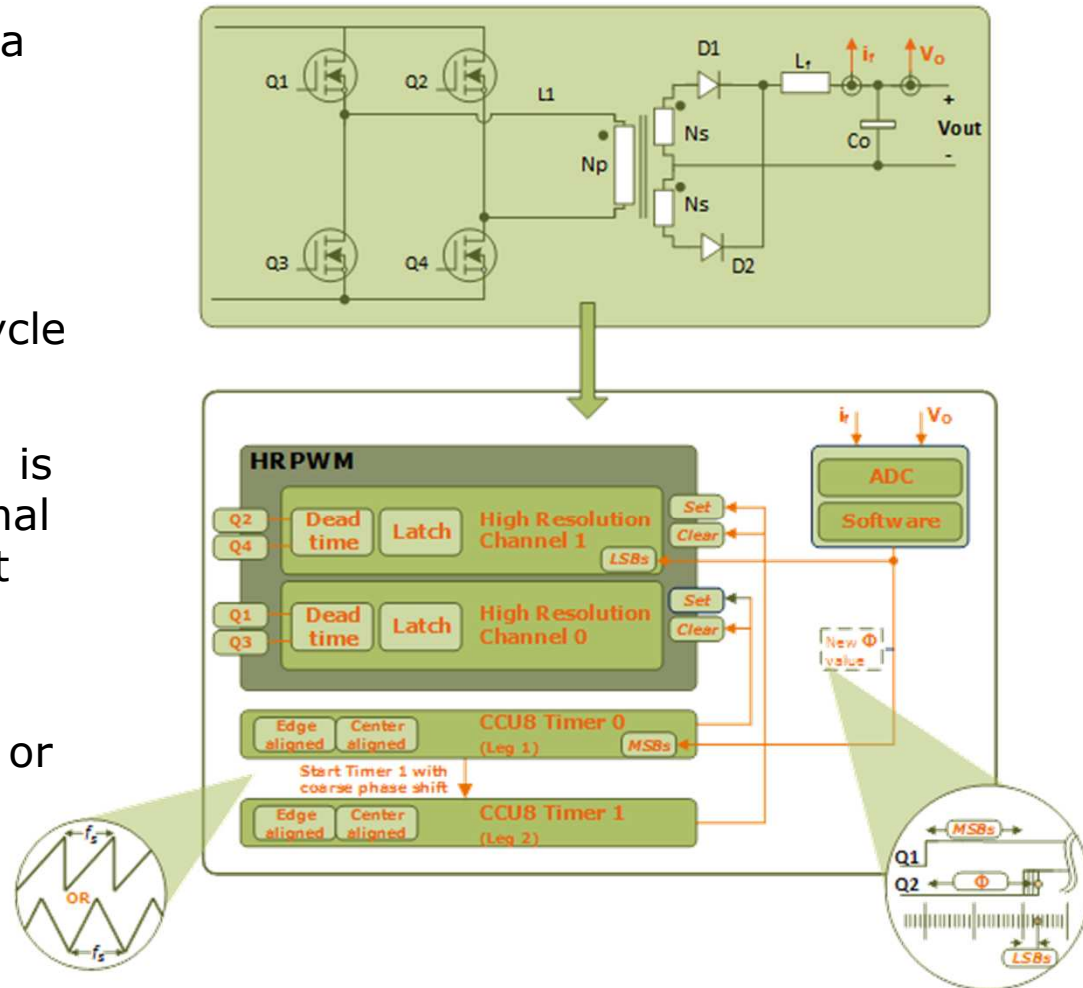 a
ycle
is
nal
t
or
Q1
Q2
L1
D1
Lf
if
Vo
+
Vout
-
Np
Ns
Co
Ns
Q3
Q4
D2
if
Vo
HRPWM
ADC
Software
Q2
Q4
Dead time
Latch
High Resolution Channel 1
LSBs
Set
Clear
Q1
Q3
Dead time
Latch
High Resolution Channel 0
Set
Clear
New Φ value
Edge aligned
Center aligned
CCU8 Timer 0
(Leg 1)
MSBs
Start Timer 1 with
coarse phase shift
Edge aligned
Center aligned
CCU8 Timer 1
(Leg 2)
fs
OR
fs
MSBs
Q1
Q2
Φ
LSBs